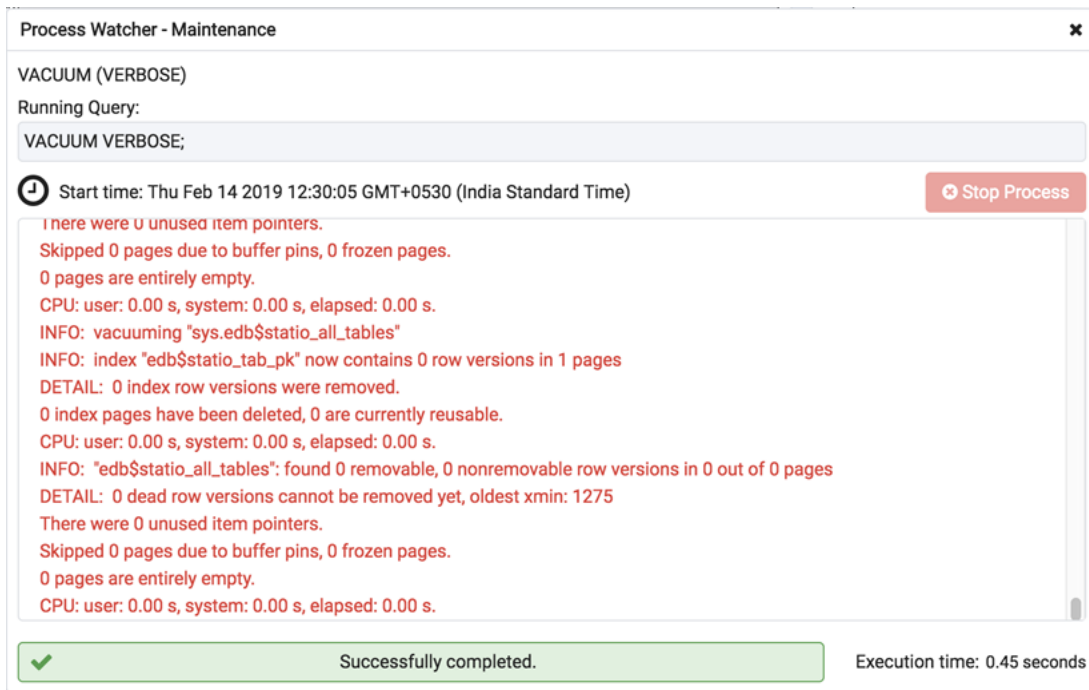 Process Watcher - Maintenance
VACUUM (VERBOSE)
Running Query:
VACUUM VERBOSE;
Start time: Thu Feb 14 2019 12:30:05 GMT+0530 (India Standard Time)
Stop Process
There were 0 unused item pointers.
Skipped 0 pages due to buffer pins, 0 frozen pages.
0 pages are entirely empty.
CPU: user: 0.00 s, system: 0.00 s, elapsed: 0.00 s.
INFO:  vacuuming "sys.edb$statio_all_tables"
INFO:  index "edb$statio_tab_pk" now contains 0 row versions in 1 pages
DETAIL:  0 index row versions were removed.
0 index pages have been deleted, 0 are currently reusable.
CPU: user: 0.00 s, system: 0.00 s, elapsed: 0.00 s.
INFO:  "edb$statio_all_tables": found 0 removable, 0 nonremovable row versions in 0 out of 0 pages
DETAIL:  0 dead row versions cannot be removed yet, oldest xmin: 1275
There were 0 unused item pointers.
Skipped 0 pages due to buffer pins, 0 frozen pages.
0 pages are entirely empty.
CPU: user: 0.00 s, system: 0.00 s, elapsed: 0.00 s.
Successfully completed.
Execution time: 0.45 seconds